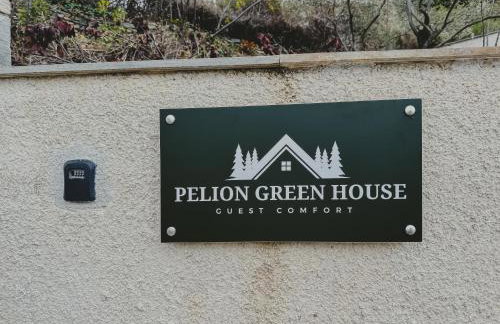 PELION GREEN HOUSE
GUEST COMFORT